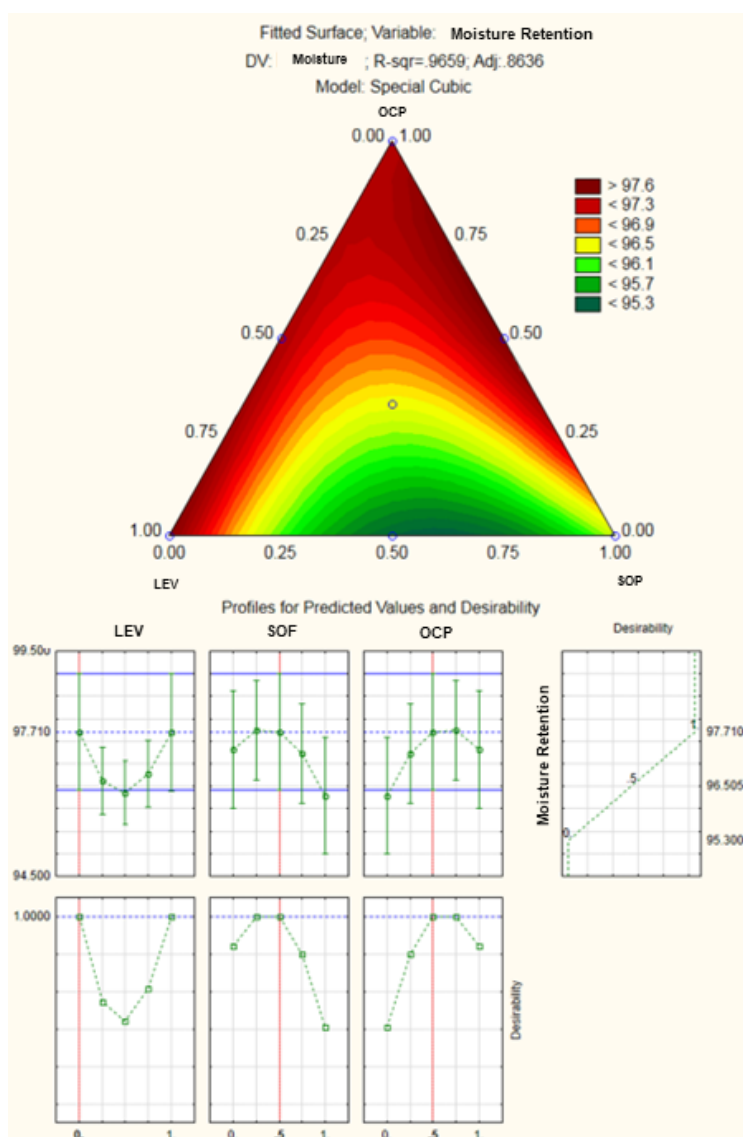 Fitted Surface; Variable: Moisture Retention
DV: Moisture ; R-sqr=.9659; Adj:.8636
Model: Special Cubic
OCP
0.00 1.00
> 97.6
< 97.3
< 96.9
< 96.5
< 96.1
< 95.7
< 95.3
0.25 0.75
0.50 0.50
0.75 0.25
1.00 0.00
0.00 0.25 0.50 0.75 1.00
LEV SOP
Profiles for Predicted Values and Desirability
LEV SOF OCP Desirability
99.500
97.710
94.500
Moisture Retention
1
.5
0
97.710
96.505
95.300
1.0000
Desirability
0. 1. 0. .5 1. 0. .5 1.